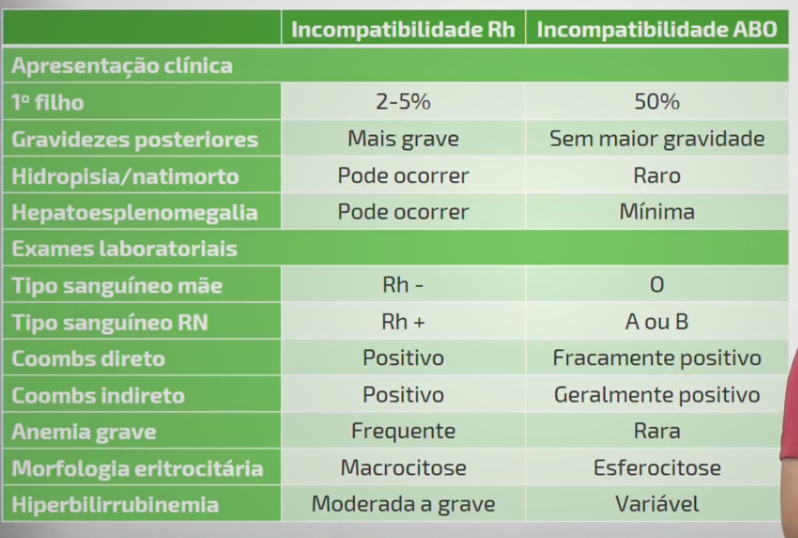 Incompatibilidade Rh Incompatibilidade ABO
Apresentação clínica
1º filho 2-5% 50%
Gravidezes posteriores Mais grave Sem maior gravidade
Hidropisia/natimorto Pode ocorrer Raro
Hepatoesplenomegalia Pode ocorrer Mínima
Exames laboratoriais
Tipo sanguíneo mãe Rh - O
Tipo sanguíneo RN Rh + A ou B
Coombs direto Positivo Fracamente positivo
Coombs indireto Positivo Geralmente positivo
Anemia grave Frequente Rara
Morfologia eritrocitária Macrocitose Esferocitose
Hiperbilirrubinemia Moderada a grave Variável